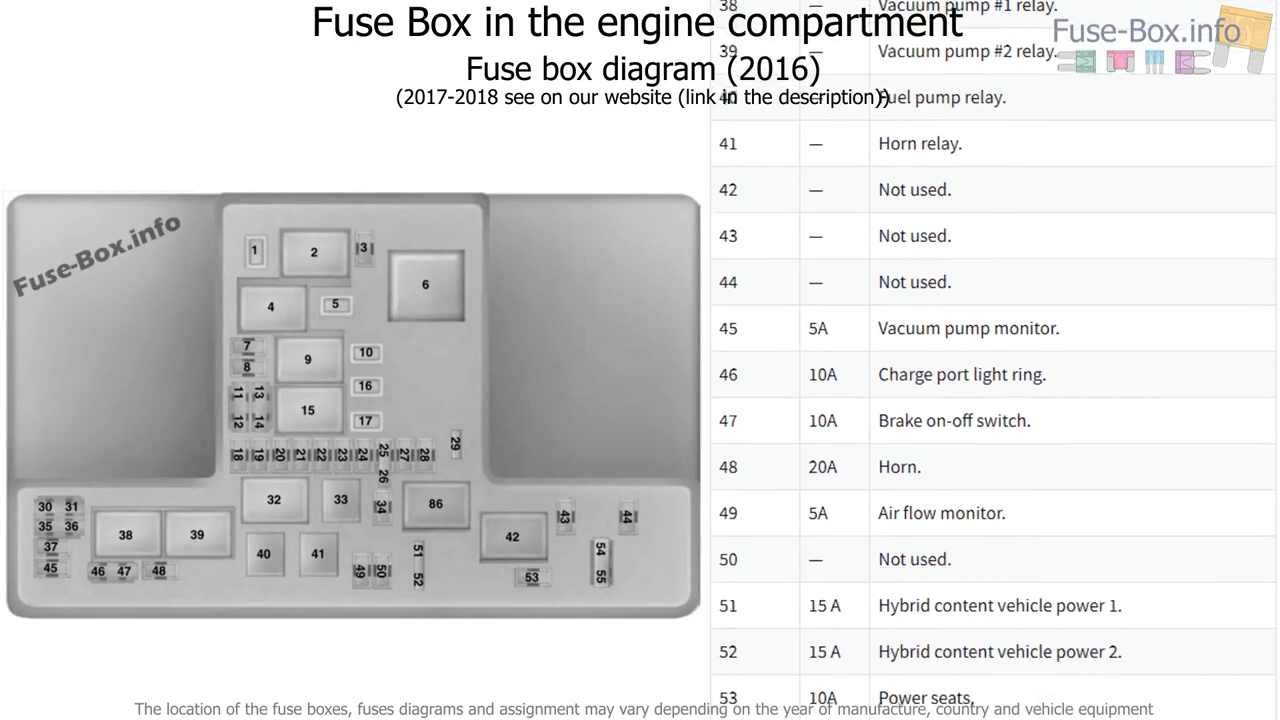 Fuse Box in the engine compartment
Fuse box diagram (2016)
(2017-2018 see on our website (link in the description))
Fuse-Box.info
Fuse-Box.info
1 2 3
6
4 5
7
8 9 10
11 13
16
12 14 15 17
18 19 20 21 22 23 24 25 27 28 29
26
30 31 32 33 34 86
35 36 38 39 43 44
37 42
40 41 51 54
45 46 47 48 49 50 52 53 55
38 — Vacuum pump #1 relay.
39 — Vacuum pump #2 relay.
40 — Fuel pump relay.
41 — Horn relay.
42 — Not used.
43 — Not used.
44 — Not used.
45 5A Vacuum pump monitor.
46 10A Charge port light ring.
47 10A Brake on-off switch.
48 20A Horn.
49 5A Air flow monitor.
50 — Not used.
51 15 A Hybrid content vehicle power 1.
52 15 A Hybrid content vehicle power 2.
53 10A Power seats.
The location of the fuse boxes, fuses diagrams and assignment may vary depending on the year of manufacture, country and vehicle equipment